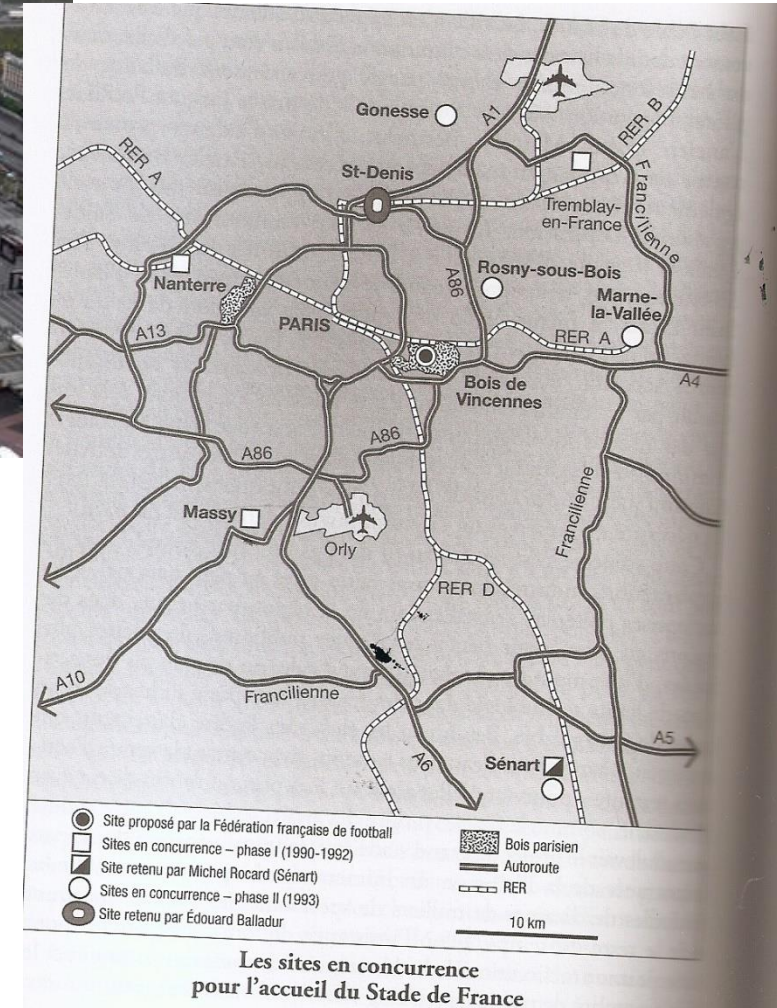 Gonesse
A1
RER B
RER A
St-Denis
Francilienne
Tremblay-
en-France
Nanterre
A86
Rosny-sous-Bois
Marne-
la-Vallée
PARIS
A13
RER A
A4
Bois de
Vincennes
A86
A86
Francilienne
Massy
Orly
RER D
A10
Francilienne
A6
A5
Sénart
Site proposé par la Fédération française de football
Sites en concurrence – phase I (1990-1992)
Site retenu par Michel Rocard (Sénart)
Sites en concurrence – phase II (1993)
Site retenu par Édouard Balladur
Bois parisien
Autoroute
RER
10 km
Les sites en concurrence
pour l'accueil du Stade de France